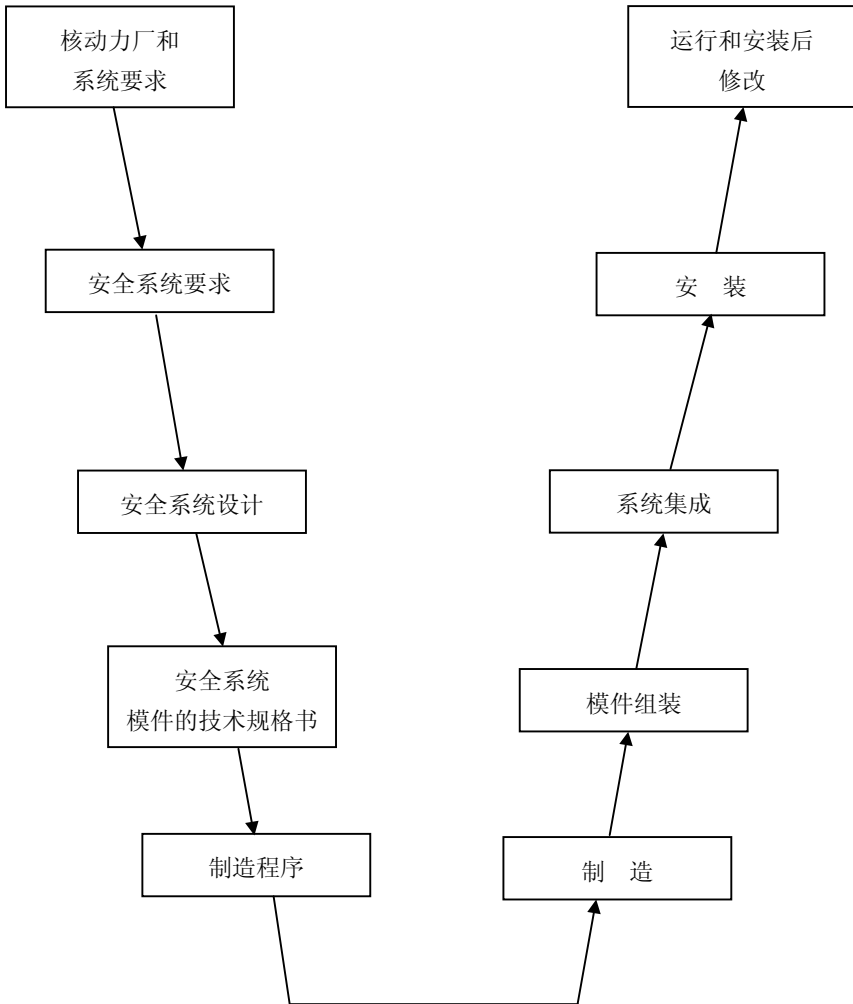 核动力厂和
系统要求
安全系统要求
安全系统设计
安全系统
模件的技术规格书
制造程序
制 造
模件组装
系统集成
安 装
运行和安装后
修改